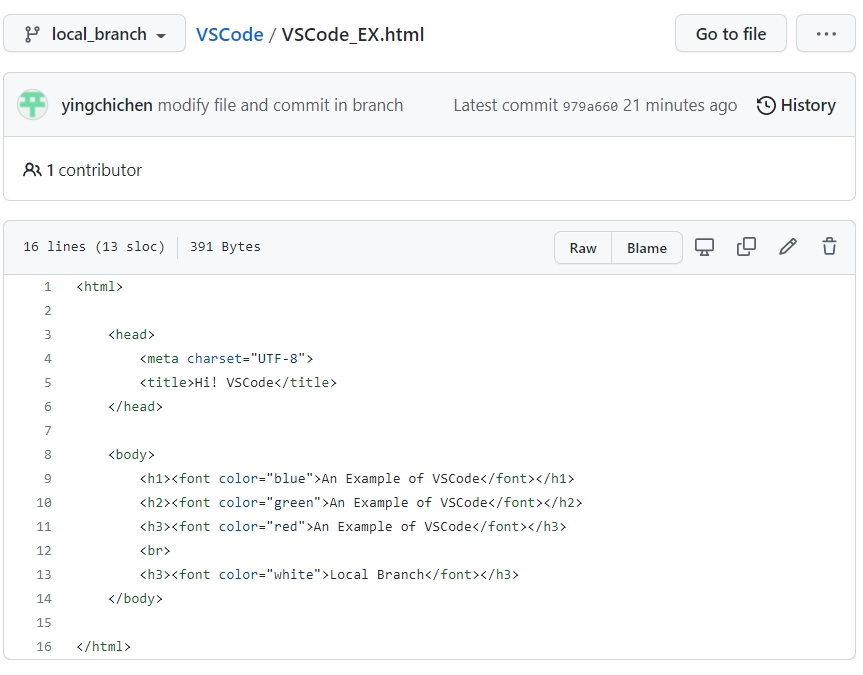 local_branch VSCode / VSCode_EX.html Go to file ...
yingchichen modify file and commit in branch Latest commit 979a660 21 minutes ago History
1 contributor
16 lines (13 sloc) 391 Bytes Raw Blame
1 <html>
2
3     <head>
4         <meta charset="UTF-8">
5         <title>Hi! VSCode</title>
6     </head>
7
8     <body>
9         <h1><font color="blue">An Example of VSCode</font></h1>
10         <h2><font color="green">An Example of VSCode</font></h2>
11         <h3><font color="red">An Example of VSCode</font></h3>
12         <br>
13         <h3><font color="white">Local Branch</font></h3>
14     </body>
15
16 </html>